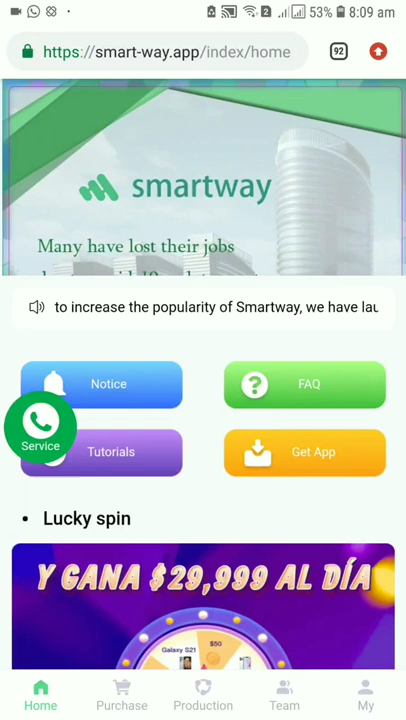 53% 8:09 am
https://smart-way.app/index/home
92
smartway
Many have lost their jobs
to increase the popularity of Smartway, we have lau
Notice
FAQ
Service
Tutorials
Get App
Lucky spin
Y GANA $29,999 AL DÍA
Galaxy S21
$50
Home
Purchase
Production
Team
My